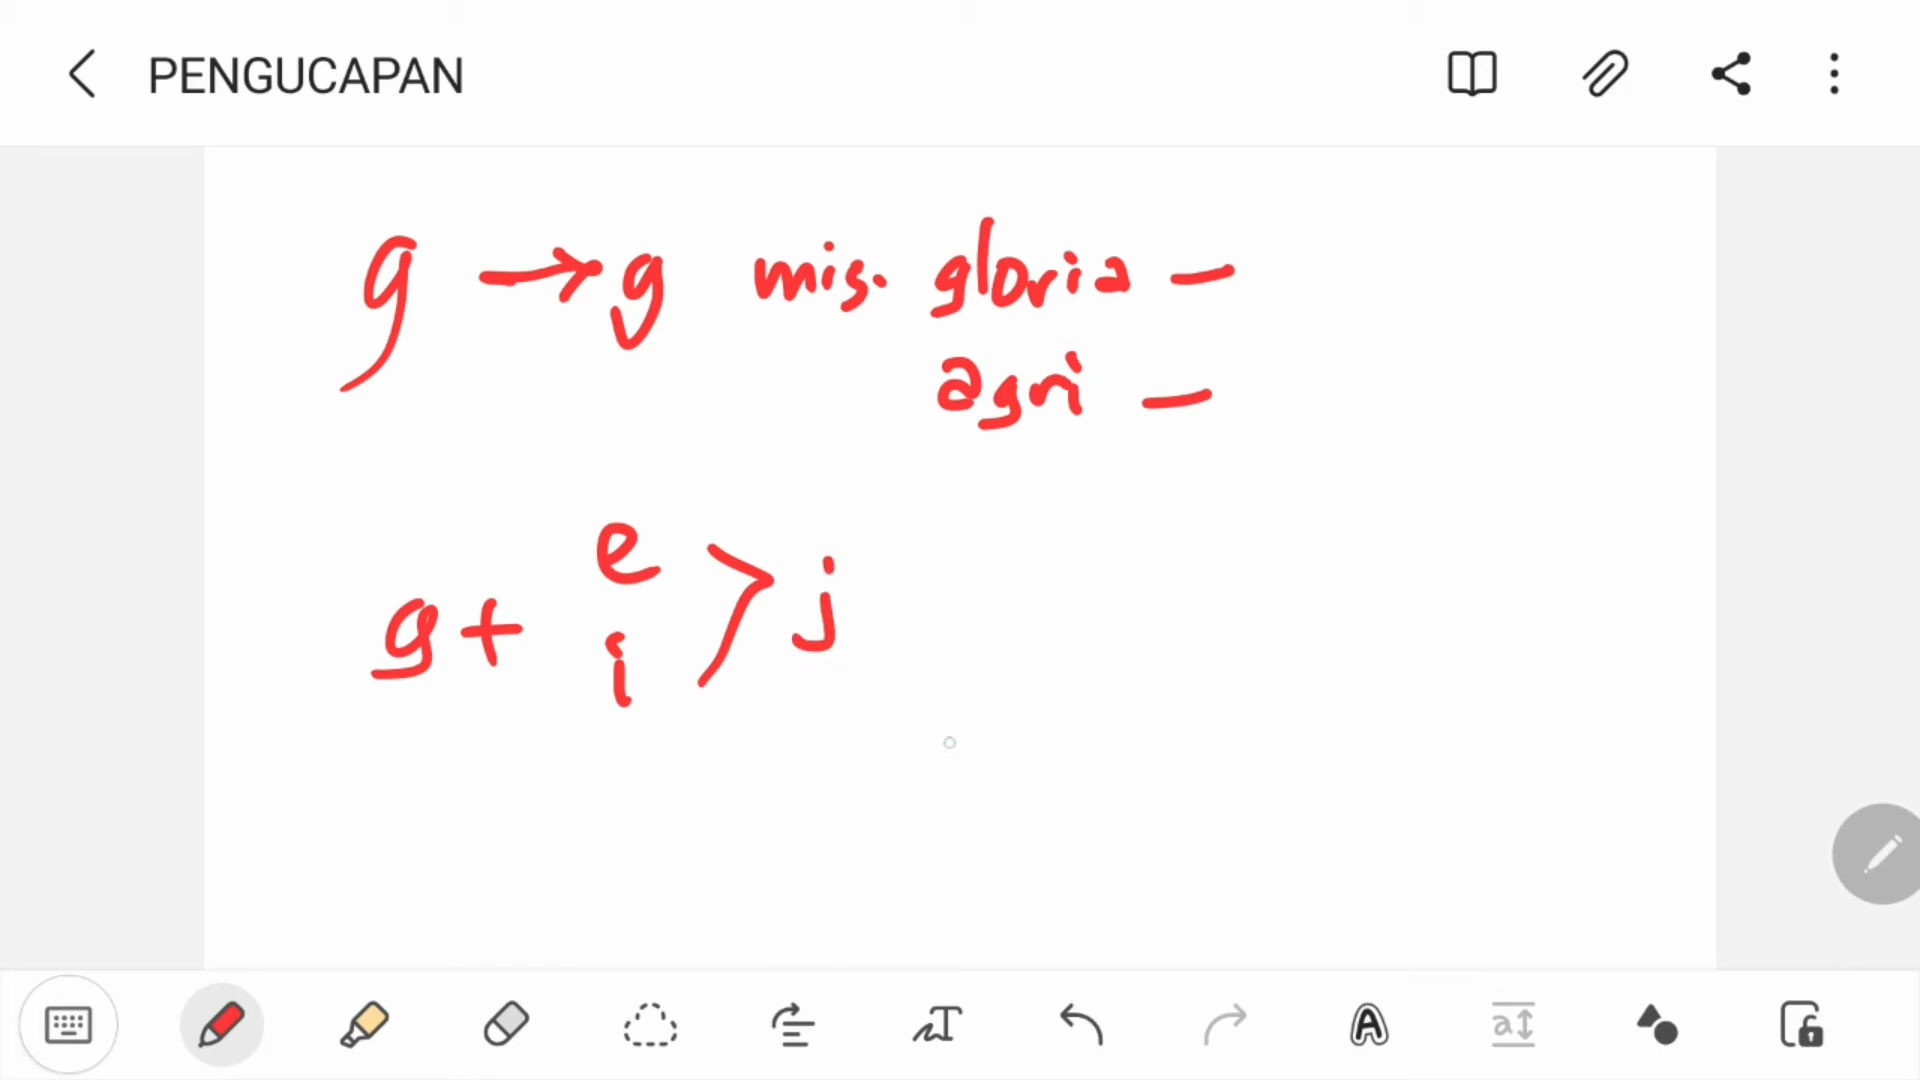 PENGUCAPAN
g → g mis. gloria –
agri –
e
g+ > j
i